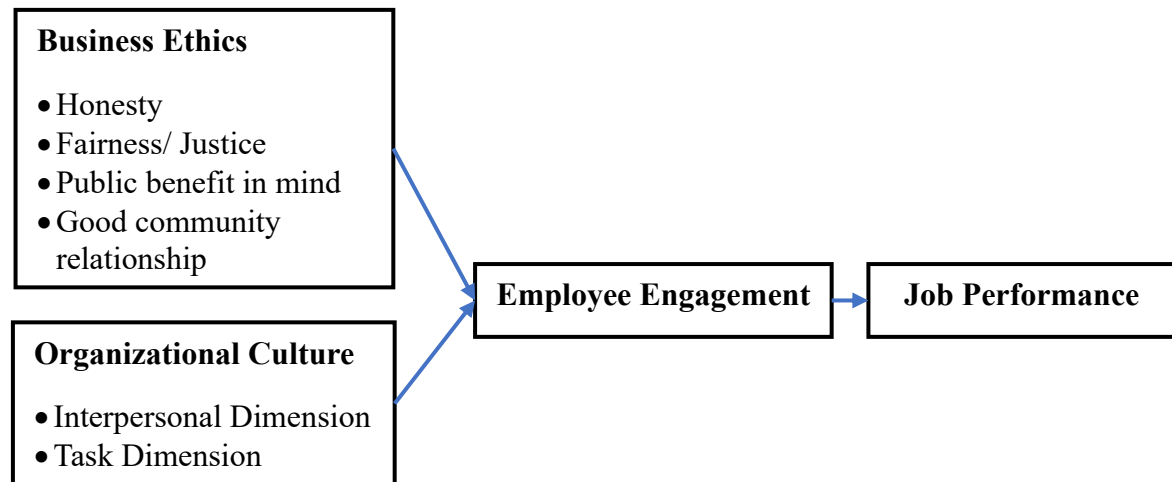 Business Ethics
• Honesty
• Fairness/ Justice
• Public benefit in mind
• Good community
relationship
Employee Engagement
Job Performance
Organizational Culture
• Interpersonal Dimension
• Task Dimension